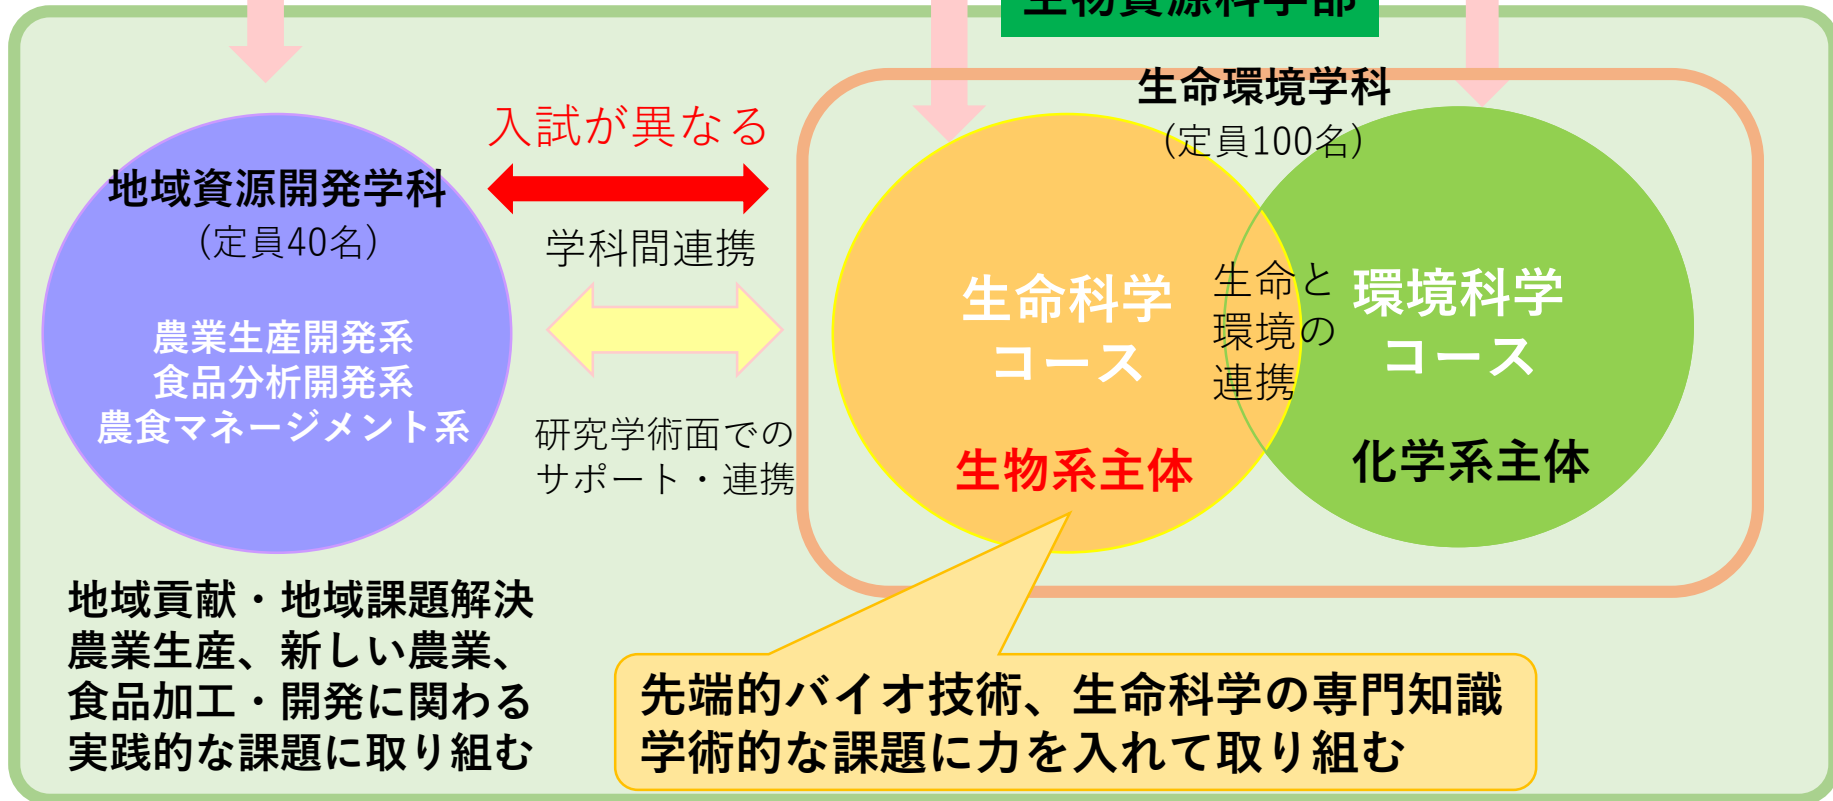 生物資源科学部
生命環境学科
(定員100名)
入試が異なる
地域資源開発学科
(定員40名)
学科間連携
農業生産開発系
食品分析開発系
農食マネージメント系
研究学術面での
サポート・連携
生命科学
コース
生物系主体
生命と
環境の
連携
環境科学
コース
化学系主体
地域貢献・地域課題解決
農業生産、新しい農業、
食品加工・開発に関わる
実践的な課題に取り組む
先端的バイオ技術、生命科学の専門知識
学術的な課題に力を入れて取り組む